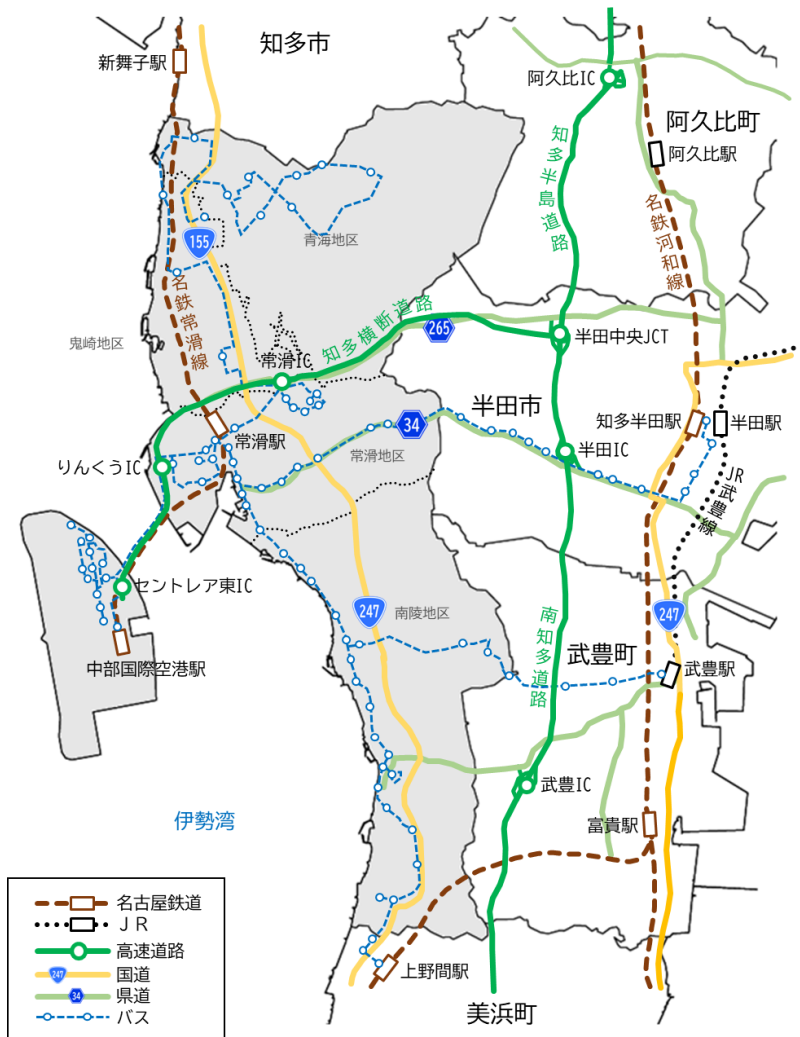 知多市
新舞子駅
阿久比IC
阿久比町
阿久比駅
知多半島道路
名鉄河和線
155
青海地区
名鉄常滑線
鬼崎地区
知多横断道路
265
半田中央JCT
常滑IC
半田市
34
知多半田駅
半田駅
常滑駅
常滑地区
半田IC
りんくうIC
JR武豊線
セントレア東IC
247
南陵地区
247
南知多道路
武豊町
中部国際空港駅
武豊駅
武豊IC
伊勢湾
富貴駅
名古屋鉄道
ＪＲ
高速道路
247
国道
34
県道
バス
上野間駅
美浜町